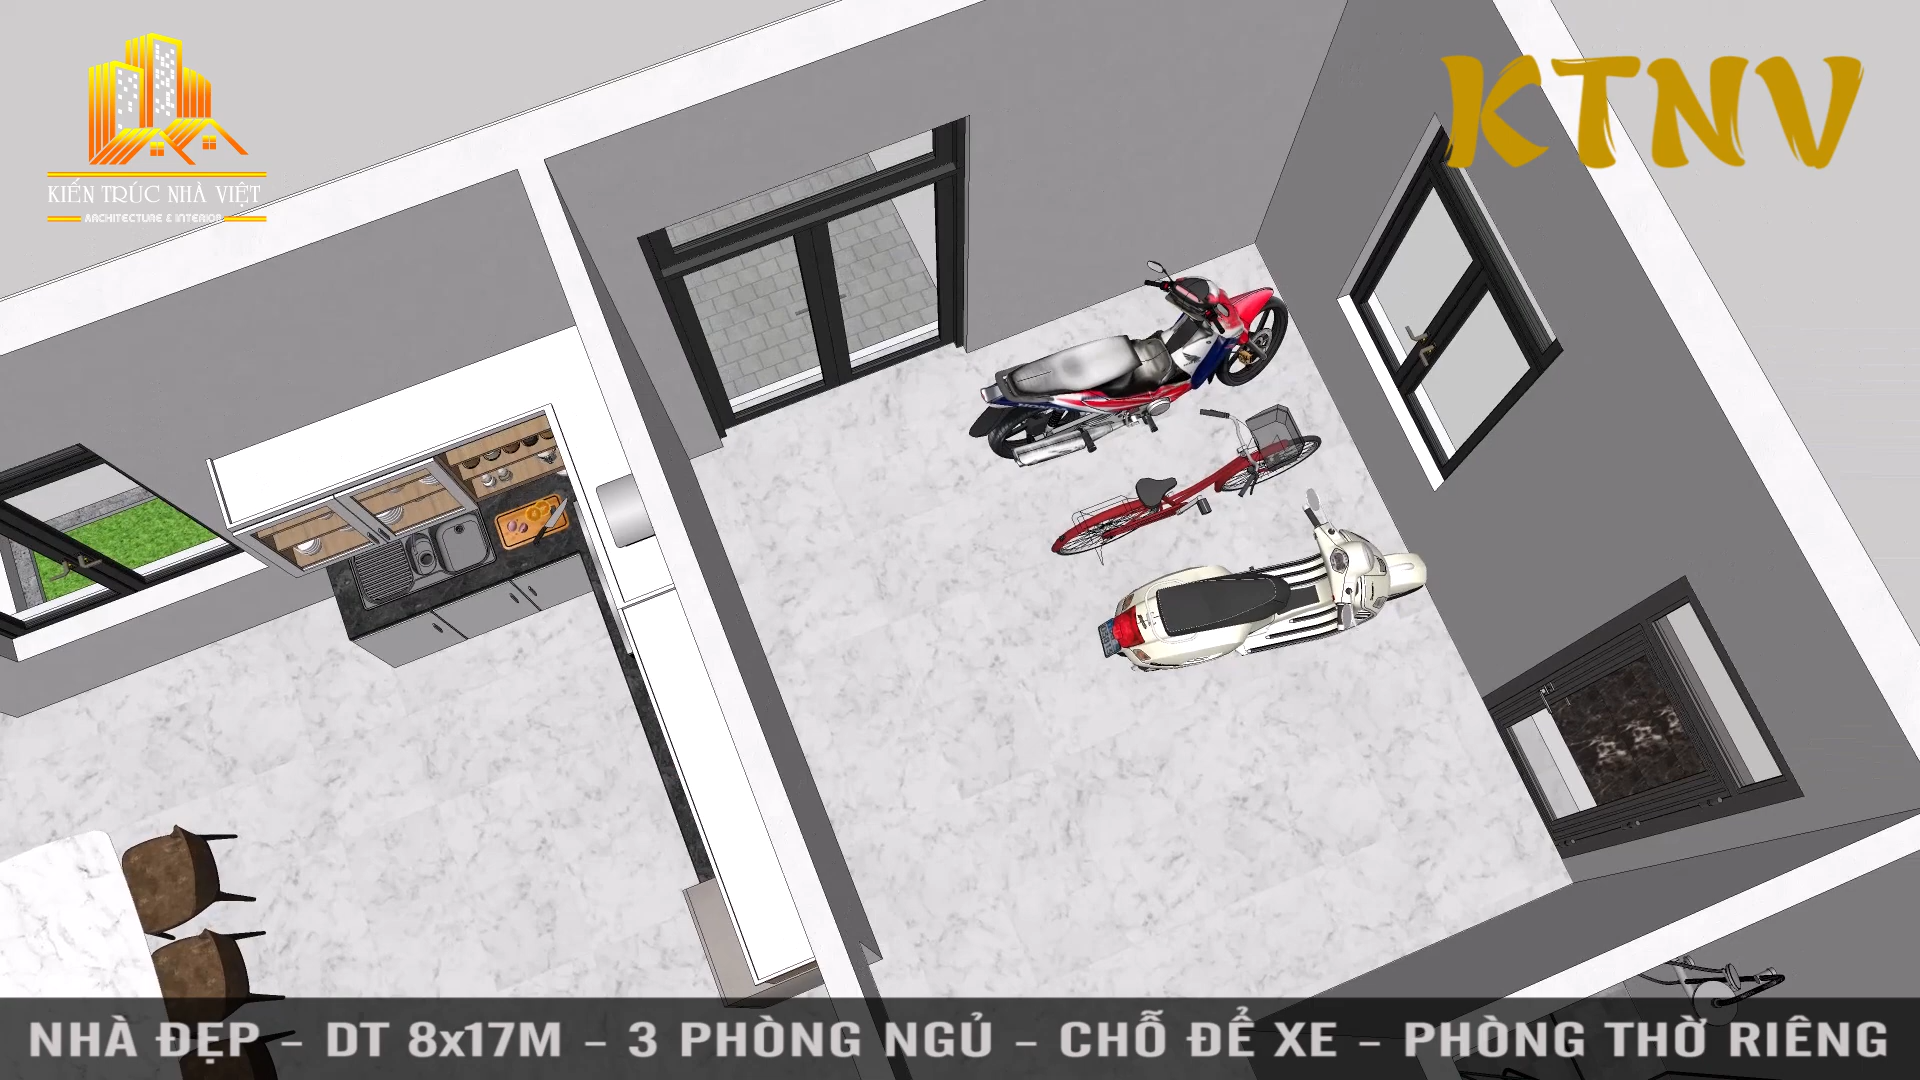 KIẾN TRÚC NHÀ VIỆT
ARCHITECTURE & INTERIOR
KTNV
NHÀ ĐẸP - DT 8x17M - 3 PHÒNG NGỦ - CHỖ ĐỂ XE - PHÒNG THỜ RIÊNG